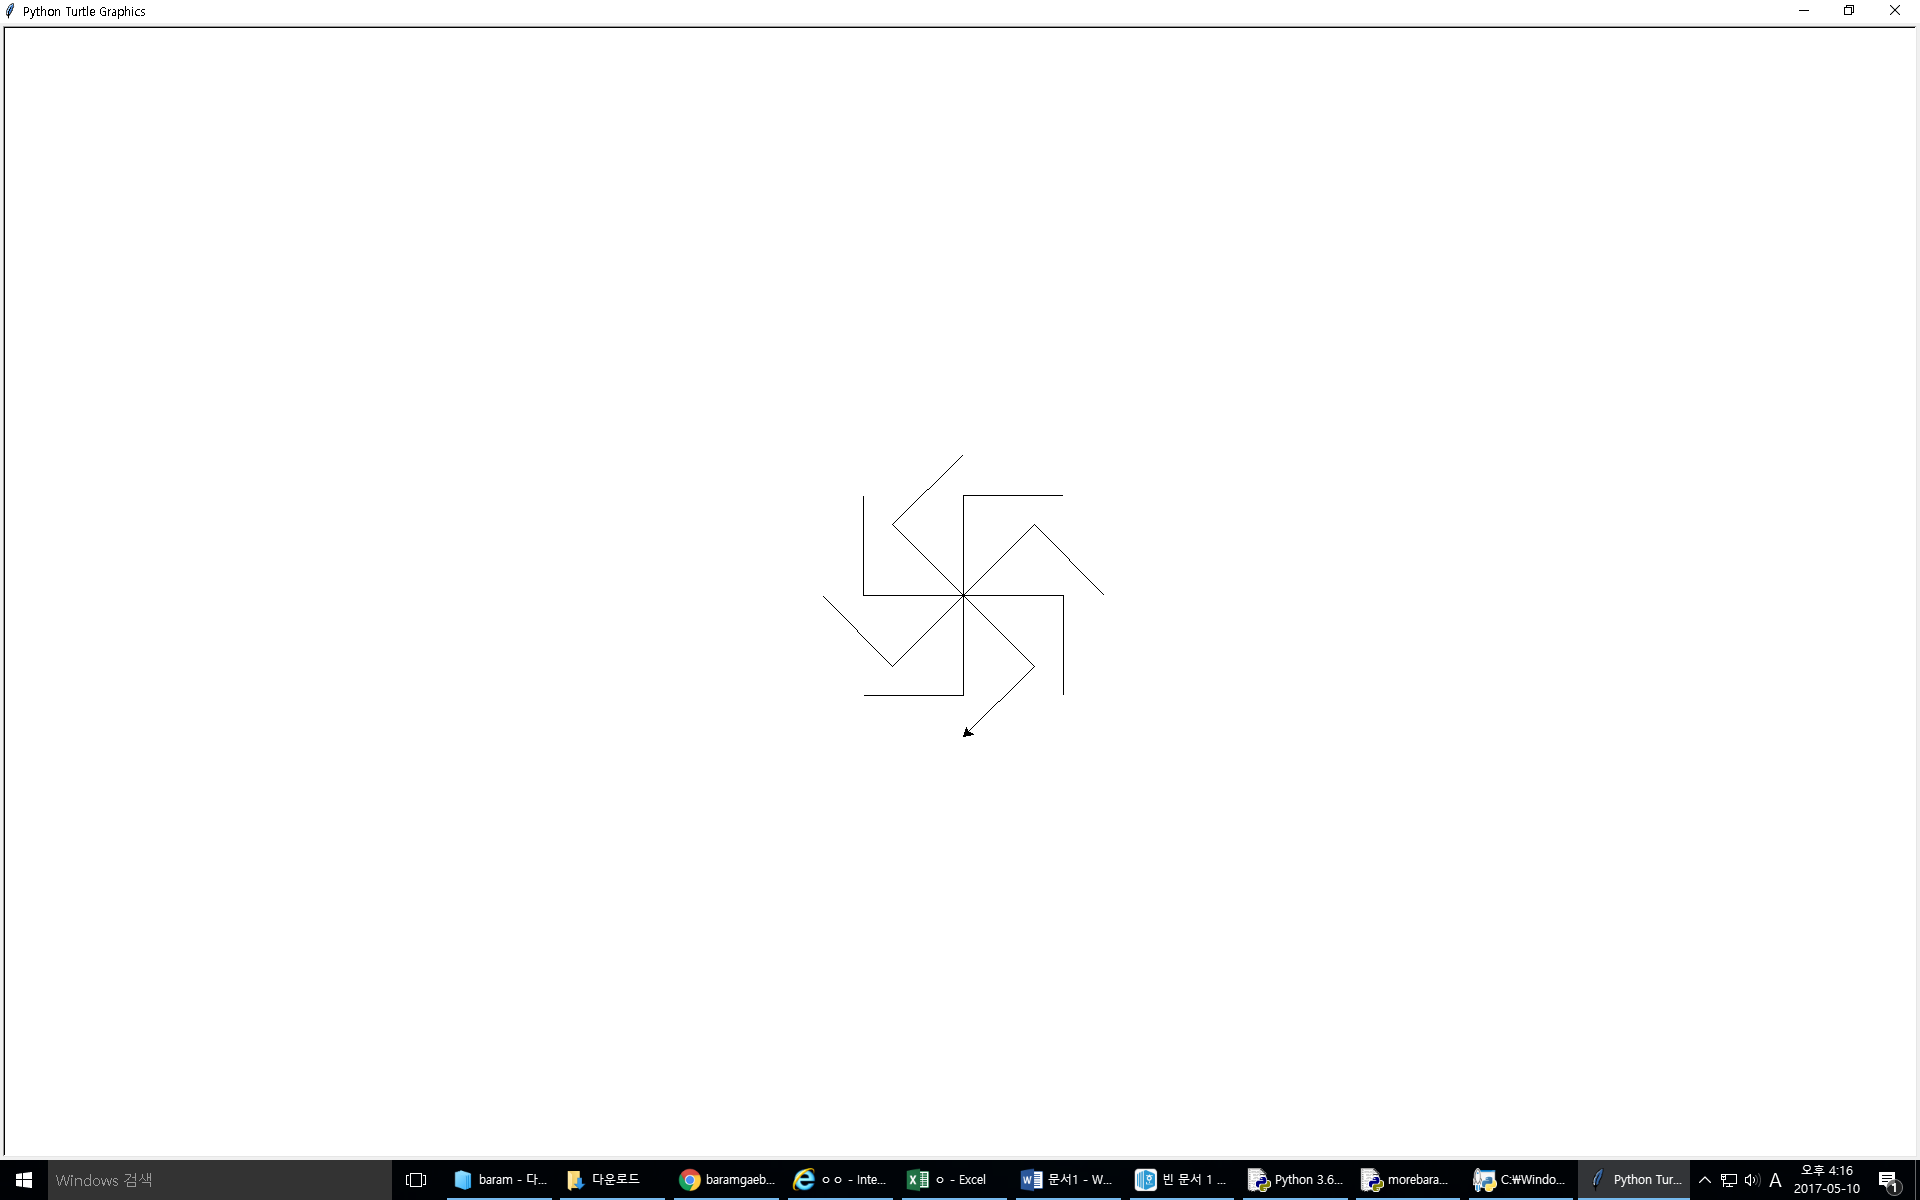 Python Turtle Graphics
Windows 검색
baram - 다...
다운로드
baramgaeb...
ㅇㅇ - Inte...
ㅇ - Excel
문서1 - W...
빈 문서 1 ...
Python 3.6...
morebara...
C:₩Windo...
Python Tur...
A
오후 4:16
2017-05-10
1